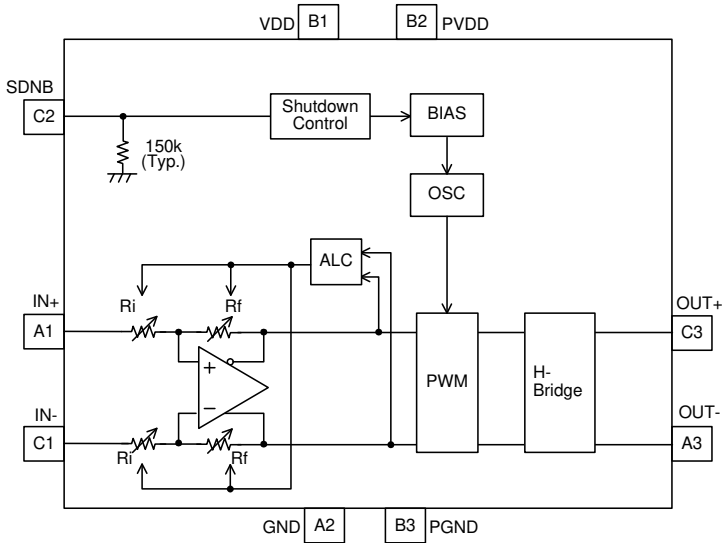 VDD B1 B2 PVDD
SDNB
C2
Shutdown
Control
BIAS
150k
(Typ.)
OSC
ALC
IN+
Ri
Rf
OUT+
A1
C3
+
PWM
H-
Bridge
−
IN-
OUT-
C1
Ri
Rf
A3
GND A2 B3 PGND